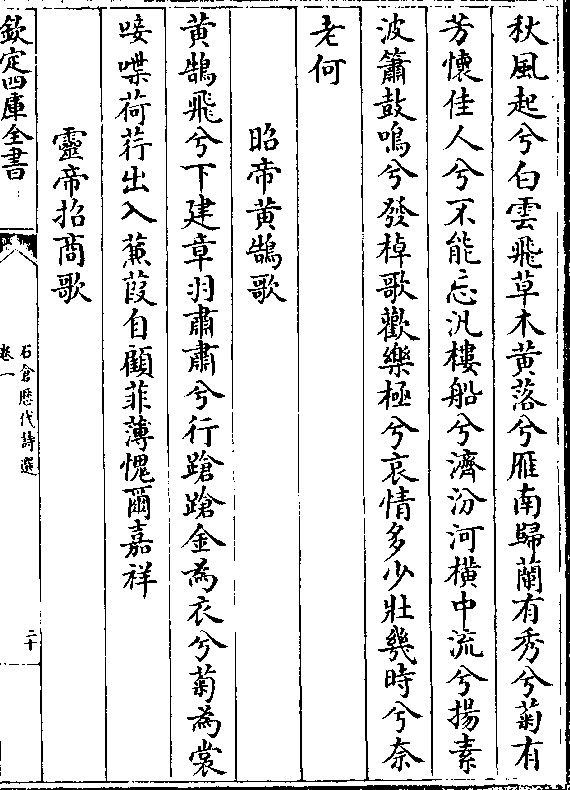 秋風起兮白雲飛草木黄落兮雁南歸蘭有秀兮菊有
芳懷佳人兮不能忘汎樓船兮濟汾河横中流兮揚素
波簫鼓鳴兮發棹歌歡樂極兮哀情多少壯幾時兮奈
老何
昭帝黄鵠歌
黄鵠飛兮下建章羽肅肅兮行蹌蹌金為衣兮菊為裳
唼喋荷荇出入蒹葭自顧菲薄愧爾嘉祥
靈帝招商歌
欽定四庫全書
石倉歷代詩選
卷一
二十